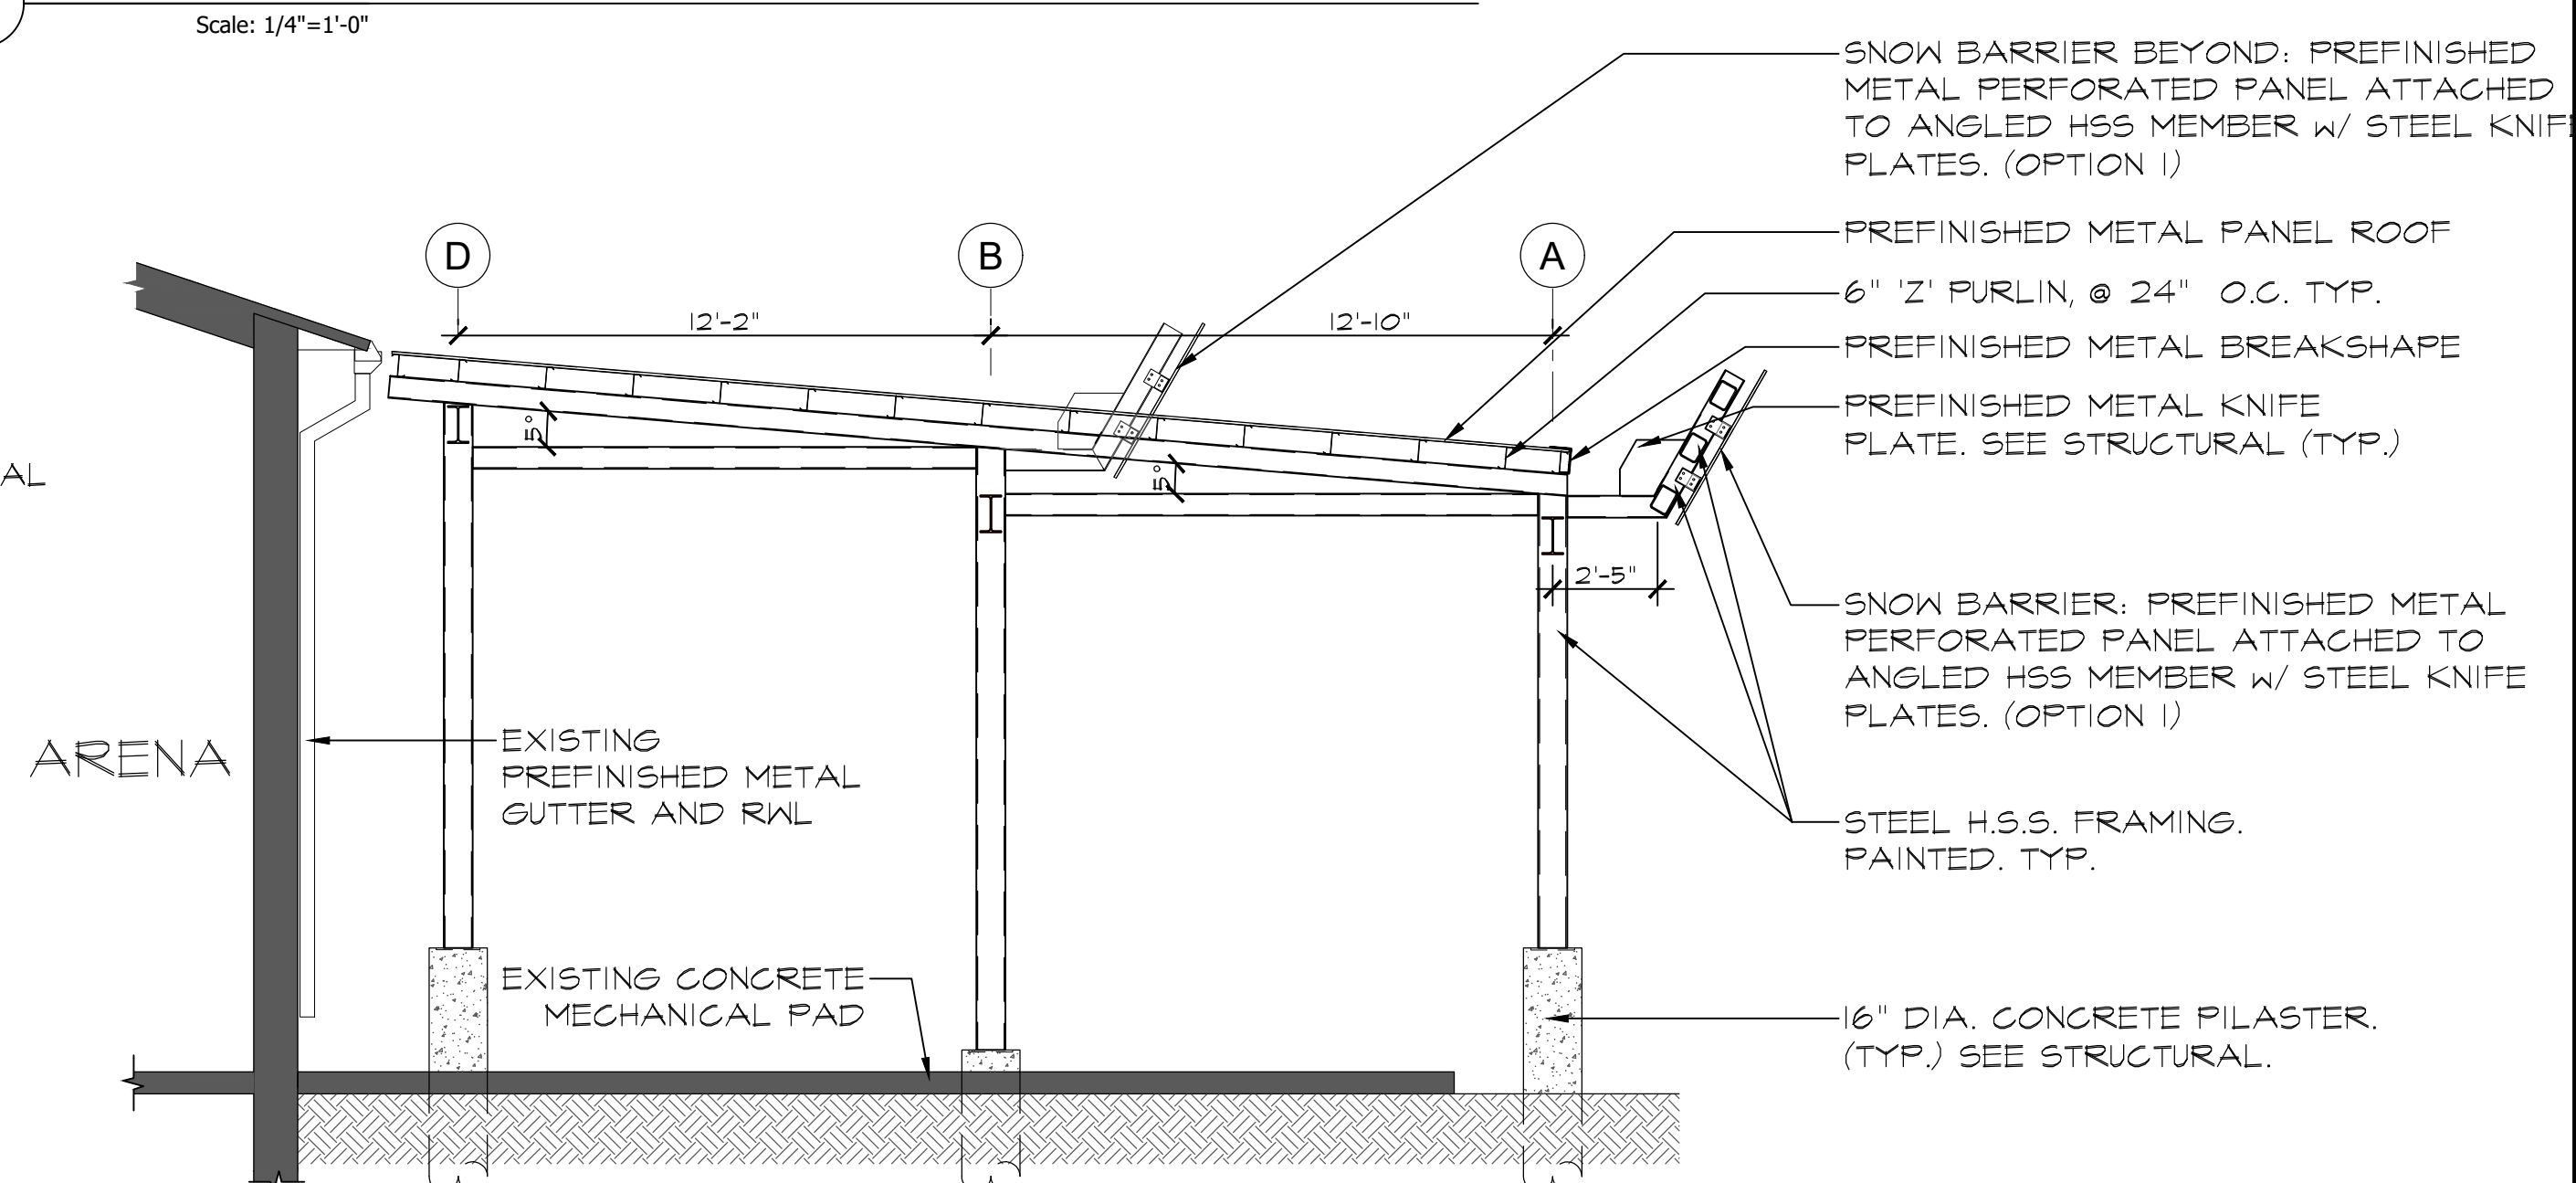 Scale: 1/4"=1'-0"
SNOW BARRIER BEYOND: PREFINISHED
METAL PERFORATED PANEL ATTACHED
TO ANGLED HSS MEMBER w/ STEEL KNIFE
PLATES. (OPTION 1)
D
B
A
PREFINISHED METAL PANEL ROOF
6" 'Z' PURLIN, @ 24" O.C. TYP.
12'-2"
12'-10"
PREFINISHED METAL BREAKSHAPE
PREFINISHED METAL KNIFE
PLATE. SEE STRUCTURAL (TYP.)
5°
5°
AL
2'-5"
SNOW BARRIER: PREFINISHED METAL
PERFORATED PANEL ATTACHED TO
ANGLED HSS MEMBER w/ STEEL KNIFE
PLATES. (OPTION 1)
ARENA
EXISTING
PREFINISHED METAL
GUTTER AND RWL
STEEL H.S.S. FRAMING.
PAINTED. TYP.
EXISTING CONCRETE
MECHANICAL PAD
16" DIA. CONCRETE PILASTER.
(TYP.) SEE STRUCTURAL.